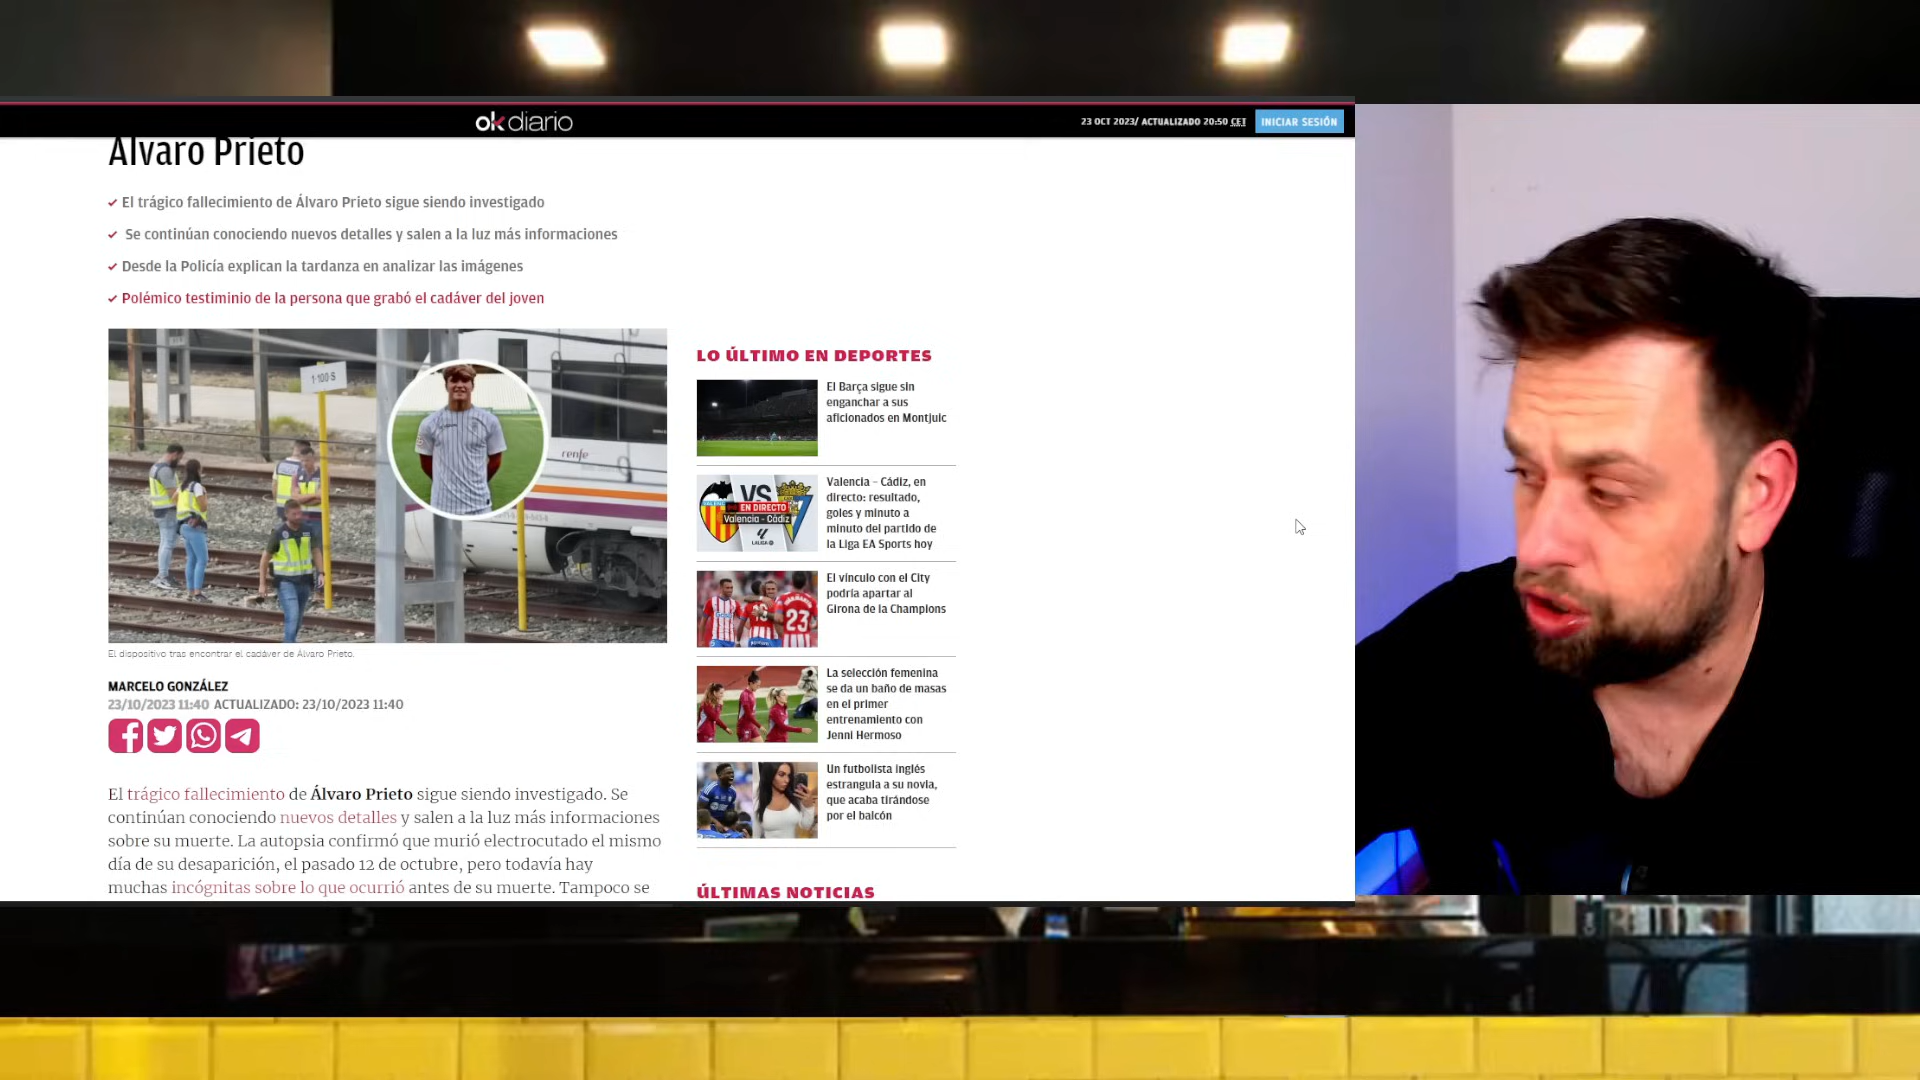 okdiario
23 OCT 2023/ ACTUALIZADO 20:50 CET
INICIAR SESIÓN
Álvaro Prieto
El trágico fallecimiento de Álvaro Prieto sigue siendo investigado
Se continúan conociendo nuevos detalles y salen a la luz más informaciones
Desde la Policía explican la tardanza en analizar las imágenes
Polémico testiminio de la persona que grabó el cadáver del joven
1-100 S
renfe
El dispositivo tras encontrar el cadáver de Álvaro Prieto.
MARCELO GONZÁLEZ
23/10/2023 11:40 ACTUALIZADO: 23/10/2023 11:40
El trágico fallecimiento de Álvaro Prieto sigue siendo investigado. Se
continúan conociendo nuevos detalles y salen a la luz más informaciones
sobre su muerte. La autopsia confirmó que murió electrocutado el mismo
día de su desaparición, el pasado 12 de octubre, pero todavía hay
muchas incógnitas sobre lo que ocurrió antes de su muerte. Tampoco se
LO ÚLTIMO EN DEPORTES
El Barça sigue sin
enganchar a sus
aficionados en Montjuic
VS
EN DIRECTO
Valencia - Cádiz
LALIGA
Valencia – Cádiz, en
directo: resultado,
goles y minuto a
minuto del partido de
la Liga EA Sports hoy
23
El vínculo con el City
podría apartar al
Girona de la Champions
La selección femenina
se da un baño de masas
en el primer
entrenamiento con
Jenni Hermoso
Un futbolista inglés
estrangula a su novia,
que acaba tirándose
por el balcón
ÚLTIMAS NOTICIAS